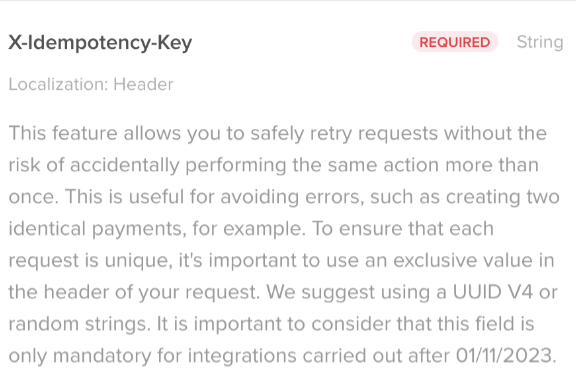 X-Idempotency-Key REQUIRED String
Localization: Header
This feature allows you to safely retry requests without the
risk of accidentally performing the same action more than
once. This is useful for avoiding errors, such as creating two
identical payments, for example. To ensure that each
request is unique, it's important to use an exclusive value in
the header of your request. We suggest using a UUID V4 or
random strings. It is important to consider that this field is
only mandatory for integrations carried out after 01/11/2023.